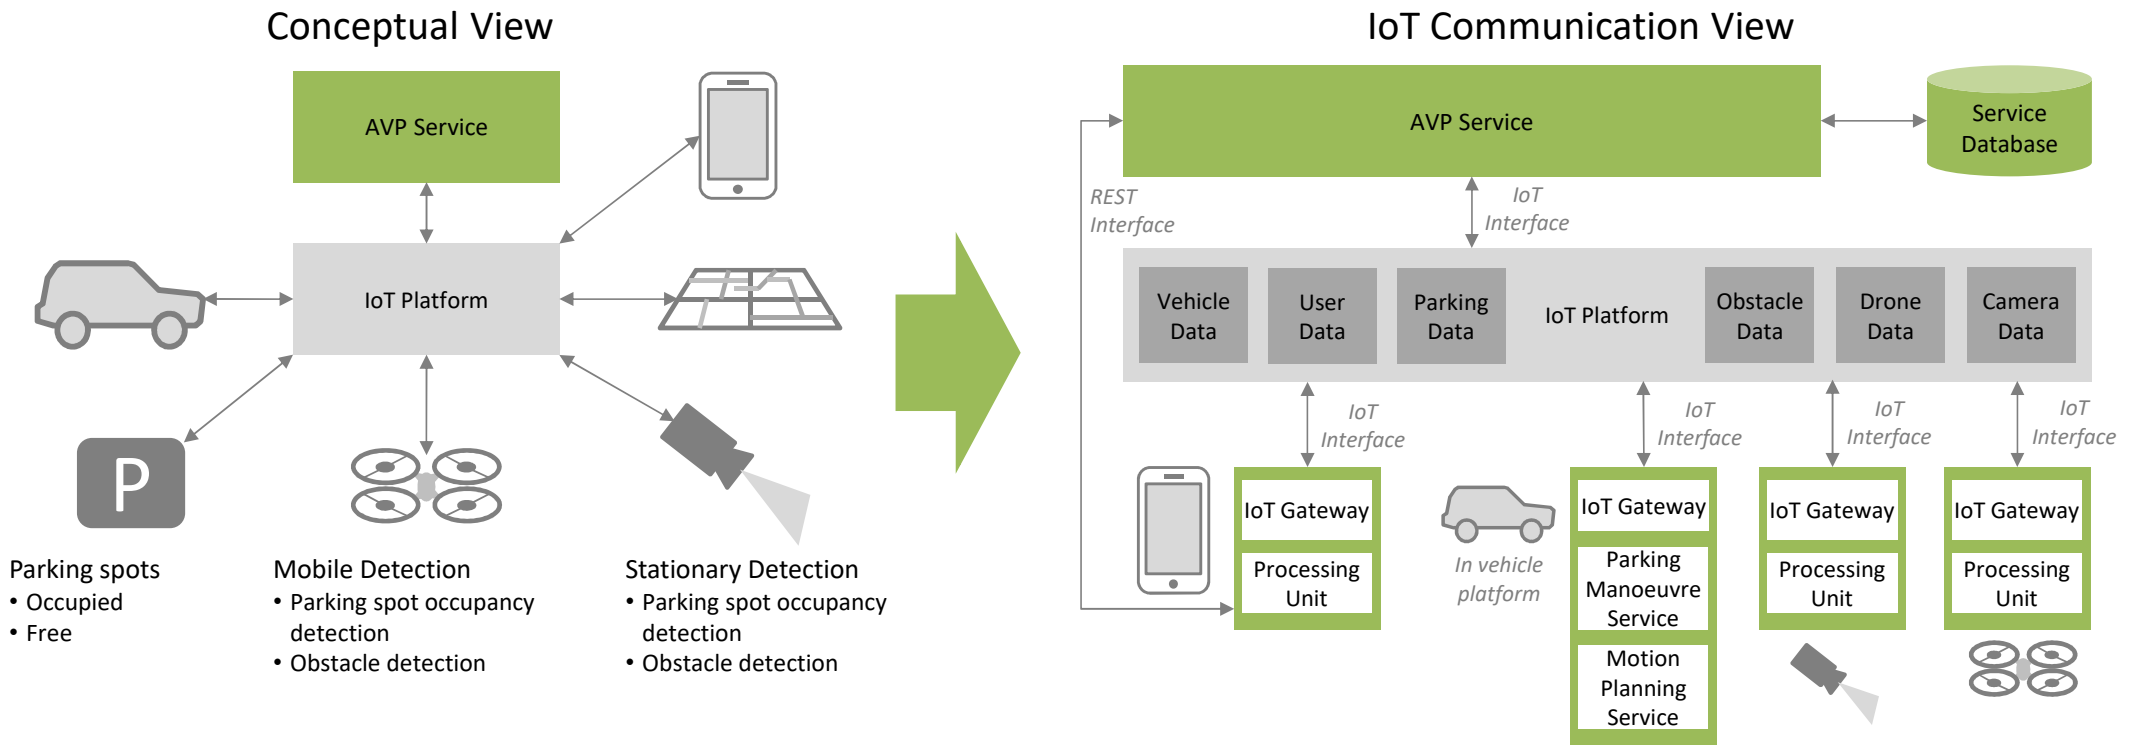 Conceptual View
AVP Service
IoT Platform
P
Parking spots
• Occupied
• Free
Mobile Detection
• Parking spot occupancy
detection
• Obstacle detection
Stationary Detection
• Parking spot occupancy
detection
• Obstacle detection
IoT Communication View
AVP Service
Service
Database
REST
Interface
IoT
Interface
Vehicle
Data
User
Data
Parking
Data
IoT Platform
Obstacle
Data
Drone
Data
Camera
Data
IoT
Interface
IoT
Interface
IoT
Interface
IoT
Interface
IoT Gateway
Processing
Unit
In vehicle
platform
IoT Gateway
Parking
Manoeuvre
Service
Motion
Planning
Service
IoT Gateway
Processing
Unit
IoT Gateway
Processing
Unit